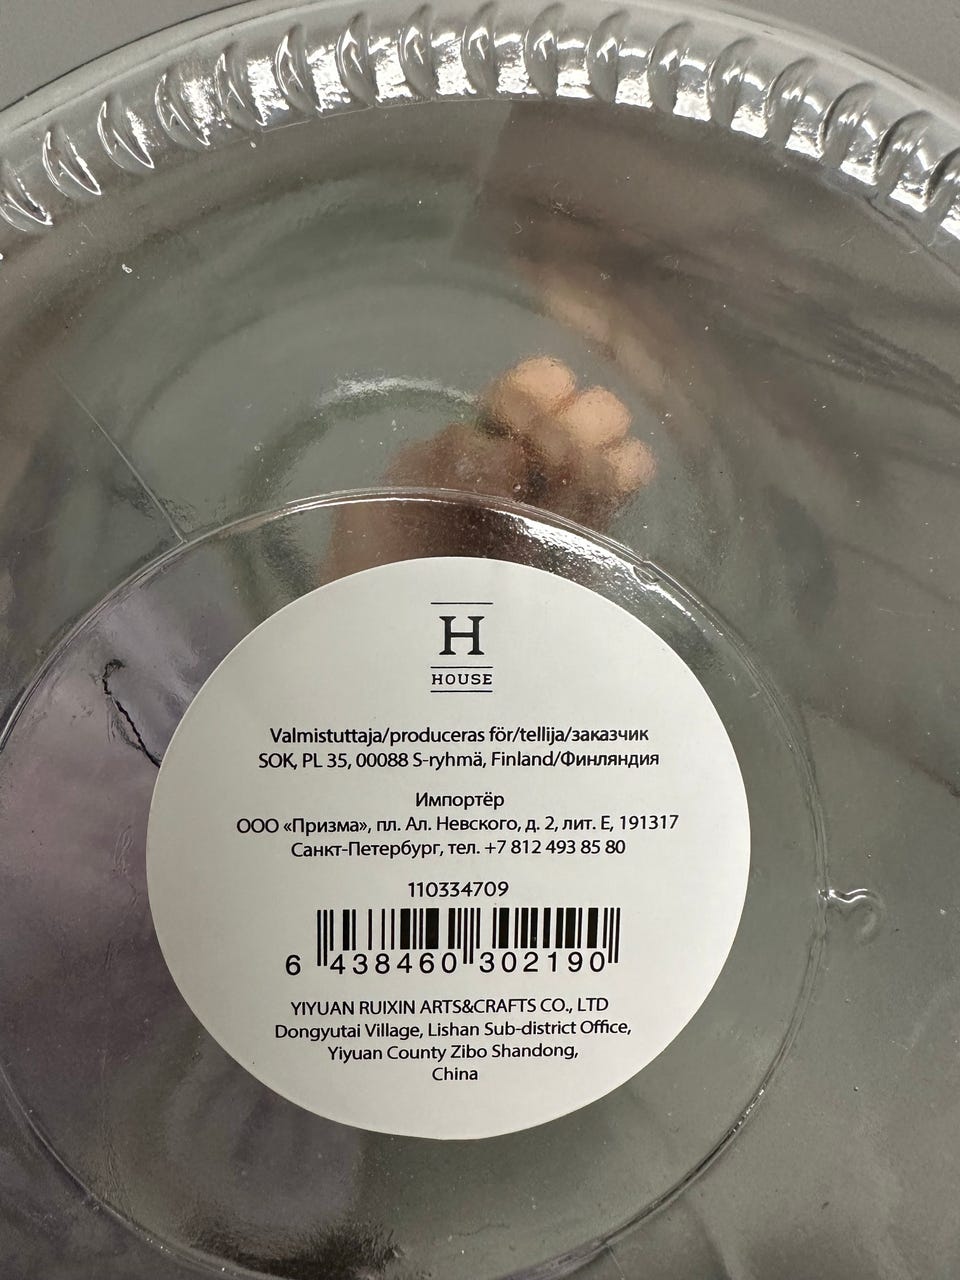 H
HOUSE
Valmistuttaja/produceras för/tellija/заказчик
SOK, PL 35, 00088 S-ryhmä, Finland/Финляндия
Импортёр
ООО «Призма», пл. Ал. Невского, д. 2, лит. Е, 191317
Санкт-Петербург, тел. +7 812 493 85 80
110334709
6 438460 302190
YIYUAN RUIXIN ARTS&CRAFTS CO., LTD
Dongyutai Village, Lishan Sub-district Office,
Yiyuan County Zibo Shandong,
China